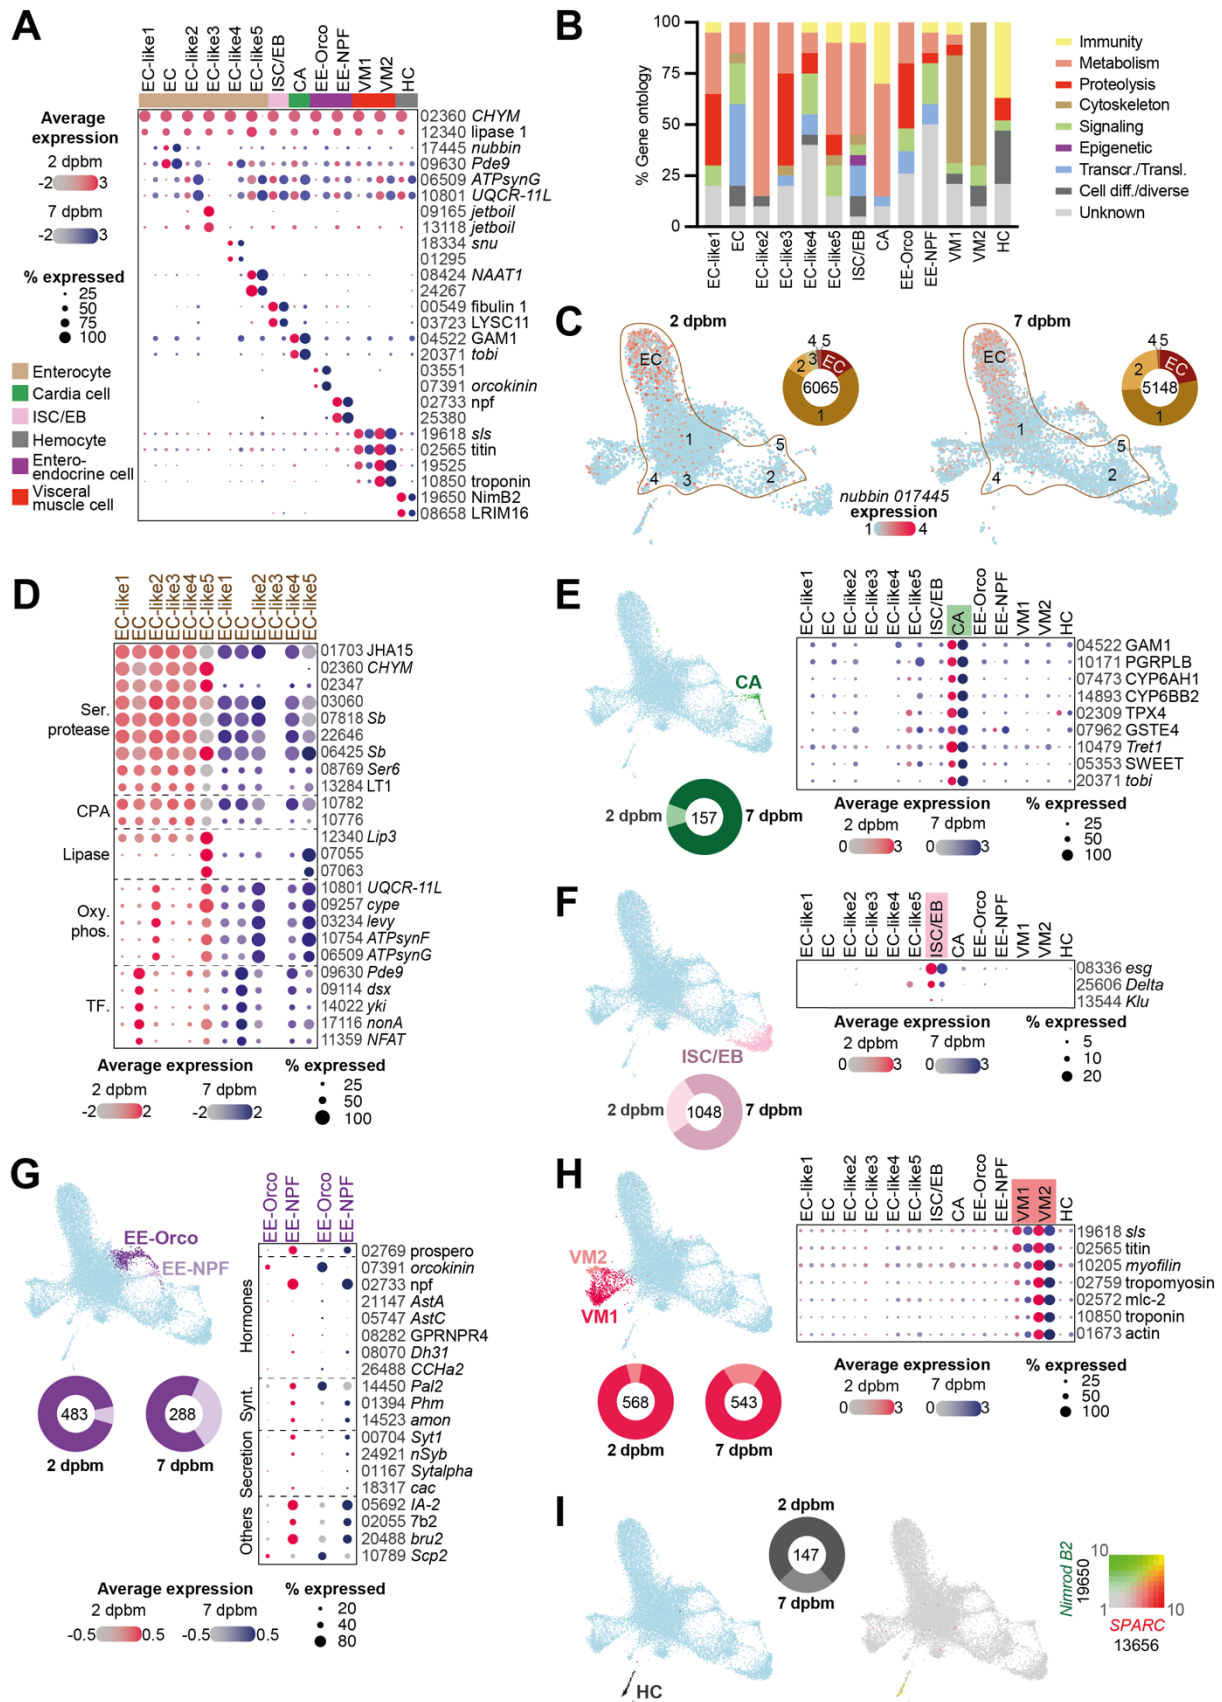 A
EC-like1
EC
EC-like2
EC-like3
EC-like4
EC-like5
ISC/EB
CA
EE-Orco
EE-NPF
VM1
VM2
HC
Average
expression
2 dpbm
-2 3
7 dpbm
-2 3
% expressed
25
50
75
100
Enterocyte
Cardia cell
ISC/EB
Hemocyte
Entero-
endocrine cell
Visceral
muscle cell
02360 CHYM
12340 lipase 1
17445 nubbin
09630 Pde9
06509 ATPsynG
10801 UQCR-11L
09165 jetboil
13118 jetboil
18334 snu
01295
08424 NAAT1
24267
00549 fibulin 1
03723 LYSC11
04522 GAM1
20371 tobi
03551
07391 orcokinin
02733 npf
25380
19618 sls
02565 titin
19525
10850 troponin
19650 NimB2
08658 LRIM16
B
% Gene ontology
100
75
50
25
0
EC-like1
EC
EC-like2
EC-like3
EC-like4
EC-like5
ISC/EB
CA
EE-Orco
EE-NPF
VM1
VM2
HC
Immunity
Metabolism
Proteolysis
Cytoskeleton
Signaling
Epigenetic
Transcr./Transl.
Cell diff./diverse
Unknown
C
2 dpbm
EC
1
2
3
4
5
4 5
2 3 EC
6065
1
7 dpbm
EC
1
2
4
5
4 5
2 EC
5148
1
nubbin 017445
expression
1 4
D
EC-like1
EC
EC-like2
EC-like3
EC-like4
EC-like5
EC-like1
EC
EC-like2
EC-like3
EC-like4
EC-like5
Ser.
protease
CPA
Lipase
Oxy.
phos.
TF.
01703 JHA15
02360 CHYM
02347
03060
07818 Sb
22646
06425 Sb
08769 Ser6
13284 LT1
10782
10776
12340 Lip3
07055
07063
10801 UQCR-11L
09257 cype
03234 levy
10754 ATPsynF
06509 ATPsynG
09630 Pde9
09114 dsx
14022 yki
17116 nonA
11359 NFAT
Average expression
2 dpbm 7 dpbm
-2 2 -2 2
% expressed
25
50
100
E
CA
2 dpbm 157 7 dpbm
EC-like1
EC
EC-like2
EC-like3
EC-like4
EC-like5
ISC/EB
CA
EE-Orco
EE-NPF
VM1
VM2
HC
04522 GAM1
10171 PGRPLB
07473 CYP6AH1
14893 CYP6BB2
02309 TPX4
07962 GSTE4
10479 Tret1
05353 SWEET
20371 tobi
Average expression
2 dpbm 7 dpbm
0 3 0 3
% expressed
25
50
100
F
ISC/EB
2 dpbm 1048 7 dpbm
EC-like1
EC
EC-like2
EC-like3
EC-like4
EC-like5
ISC/EB
CA
EE-Orco
EE-NPF
VM1
VM2
HC
08336 esg
25606 Delta
13544 Klu
Average expression
2 dpbm 7 dpbm
0 3 0 3
% expressed
5
10
20
G
EE-Orco
EE-NPF
483
2 dpbm
288
7 dpbm
EE-Orco
EE-NPF
EE-Orco
EE-NPF
Hormones
Synt.
Secretion
Others
02769 prospero
07391 orcokinin
02733 npf
21147 AstA
05747 AstC
08282 GPRNPR4
08070 Dh31
26488 CCHa2
14450 Pal2
01394 Phm
14523 amon
00704 Syt1
24921 nSyb
01167 Sytalpha
18317 cac
05692 IA-2
02055 7b2
20488 bru2
10789 Scp2
Average expression
2 dpbm 7 dpbm
-0.5 0.5 -0.5 0.5
% expressed
20
40
80
H
VM2
VM1
568
2 dpbm
543
7 dpbm
EC-like1
EC
EC-like2
EC-like3
EC-like4
EC-like5
ISC/EB
CA
EE-Orco
EE-NPF
VM1
VM2
HC
19618 sls
02565 titin
10205 myofilin
02759 tropomyosin
02572 mlc-2
10850 troponin
01673 actin
Average expression
2 dpbm 7 dpbm
0 3 0 3
% expressed
25
50
100
I
HC
2 dpbm
147
7 dpbm
Nimrod B2
19650
10
1 10
SPARC
13656